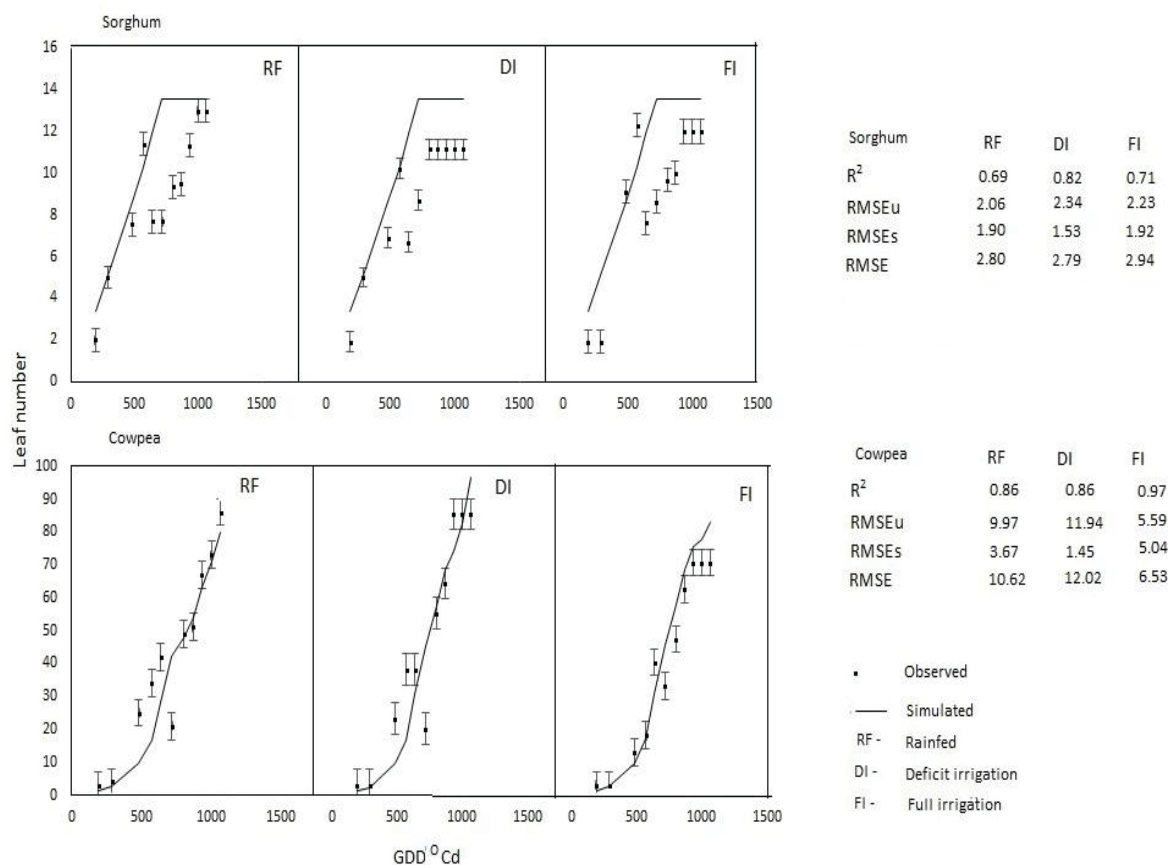 Sorghum
16
14
12
10
8
6
4
2
0
RF
DI
FI
0 500 1000 1500
0 500 1000 1500
0 500 1000 1500
Leaf number
Cowpea
100
90
80
70
60
50
40
30
20
10
0
RF
DI
FI
0 500 1000 1500
0 500 1000 1500
0 500 1000 1500
GDD O Cd
Sorghum RF DI FI
R2 0.69 0.82 0.71
RMSEu 2.06 2.34 2.23
RMSEs 1.90 1.53 1.92
RMSE 2.80 2.79 2.94
Cowpea RF DI FI
R2 0.86 0.86 0.97
RMSEu 9.97 11.94 5.59
RMSEs 3.67 1.45 5.04
RMSE 10.62 12.02 6.53
Observed
Simulated
RF - Rainfed
DI - Deficit irrigation
FI - Full irrigation